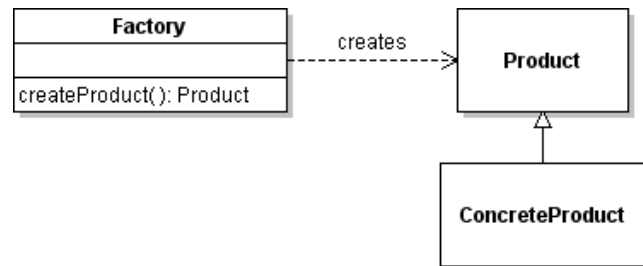 Factory
creates
Product
createProduct(): Product
ConcreteProduct